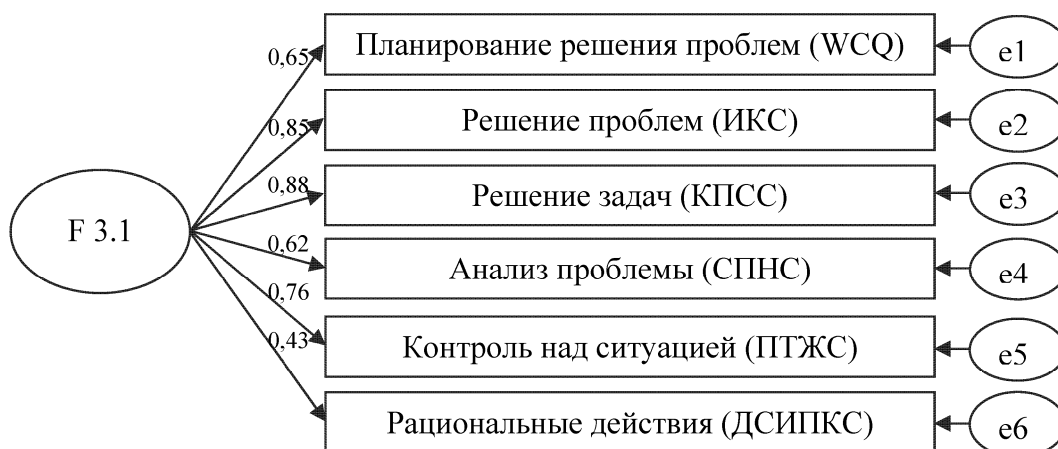 0,65
Планирование решения проблем (WCQ)
e1
0,85
Решение проблем (ИКС)
e2
0,88
Решение задач (КПСС)
e3
F 3.1
0,62
Анализ проблемы (СПНС)
e4
0,76
Контроль над ситуацией (ПТЖС)
e5
0,43
Рациональные действия (ДСИПКС)
e6